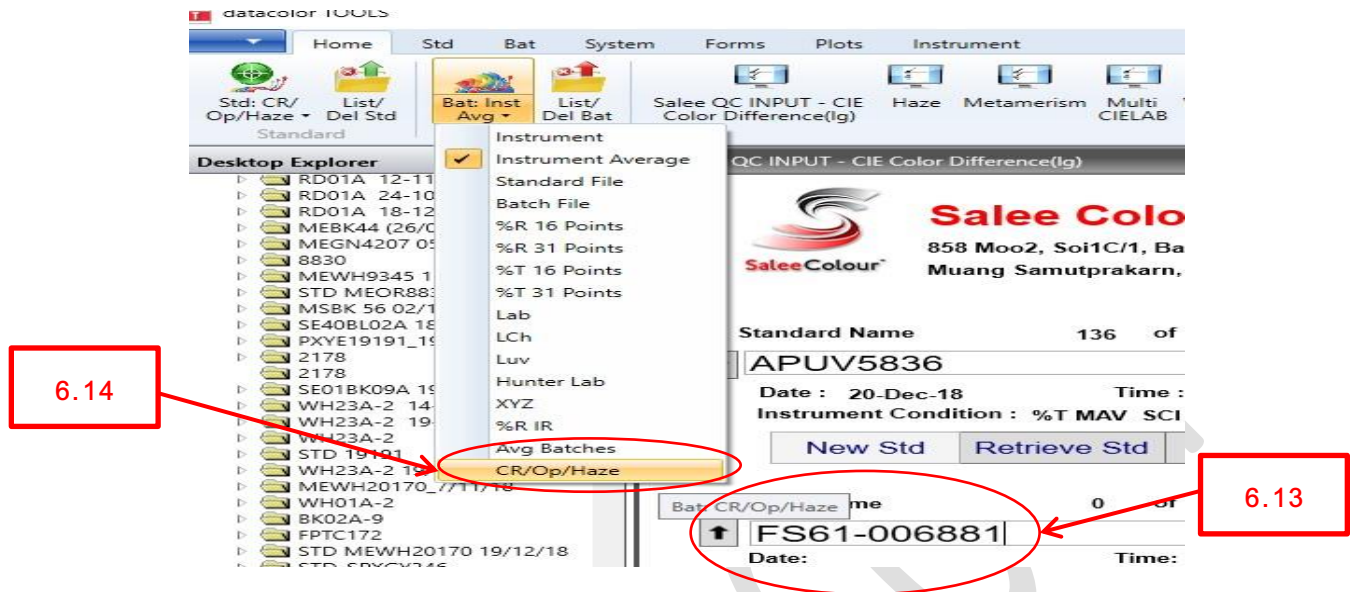 datacolor TOOLS
Home Std Bat System Forms Plots Instrument
Std: CR/ Op/Haze
List/ Del Std
Bat: Inst Avg
List/ Del Bat
Salee QC INPUT - CIE Color Difference(lg)
Haze
Metamerism
Multi CIELAB
Standard
Desktop Explorer
RD01A 12-11
RD01A 24-10
RD01A 18-12
MEBK44 (26/0
MEGN4207 05
8830
MEWH9345 1
STD MEOR883
MSBK 56 02/1
SE40BL02A 18
PXYE19191_19
2178
2178
SE01BK09A 19
WH23A-2 14-
WH23A-2 19-
WH23A-2
STD 19191
WH23A-2 19
MEWH20170_7/11/18
WH01A-2
BK02A-9
FPTC172
STD MEWH20170 19/12/18
Instrument
Instrument Average
Standard File
Batch File
%R 16 Points
%R 31 Points
%T 16 Points
%T 31 Points
Lab
LCh
Luv
Hunter Lab
XYZ
%R IR
Avg Batches
CR/Op/Haze
QC INPUT - CIE Color Difference(lg)
SaleeColour
Salee Colo
858 Moo2, Soi1C/1, Ba
Muang Samutprakarn,
Standard Name 136 of
APUV5836
Date : 20-Dec-18 Time :
Instrument Condition : %T MAV SCI
New Std Retrieve Std
Bat: CR/Op/Haze me 0 of
FS61-006881
Date: Time:
6.14
6.13